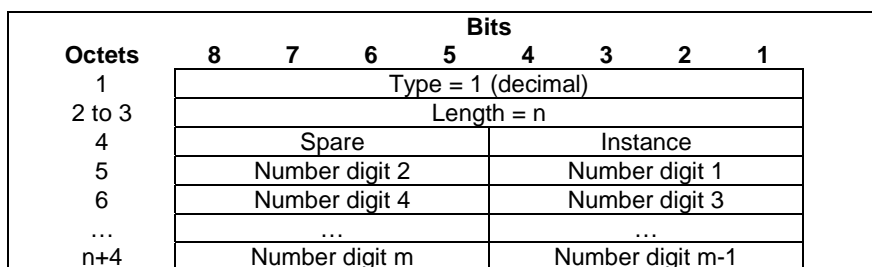 Bits
Octets 8 7 6 5 4 3 2 1
1 Type = 1 (decimal)
2 to 3 Length = n
4 Spare Instance
5 Number digit 2 Number digit 1
6 Number digit 4 Number digit 3
… … …
n+4 Number digit m Number digit m-1